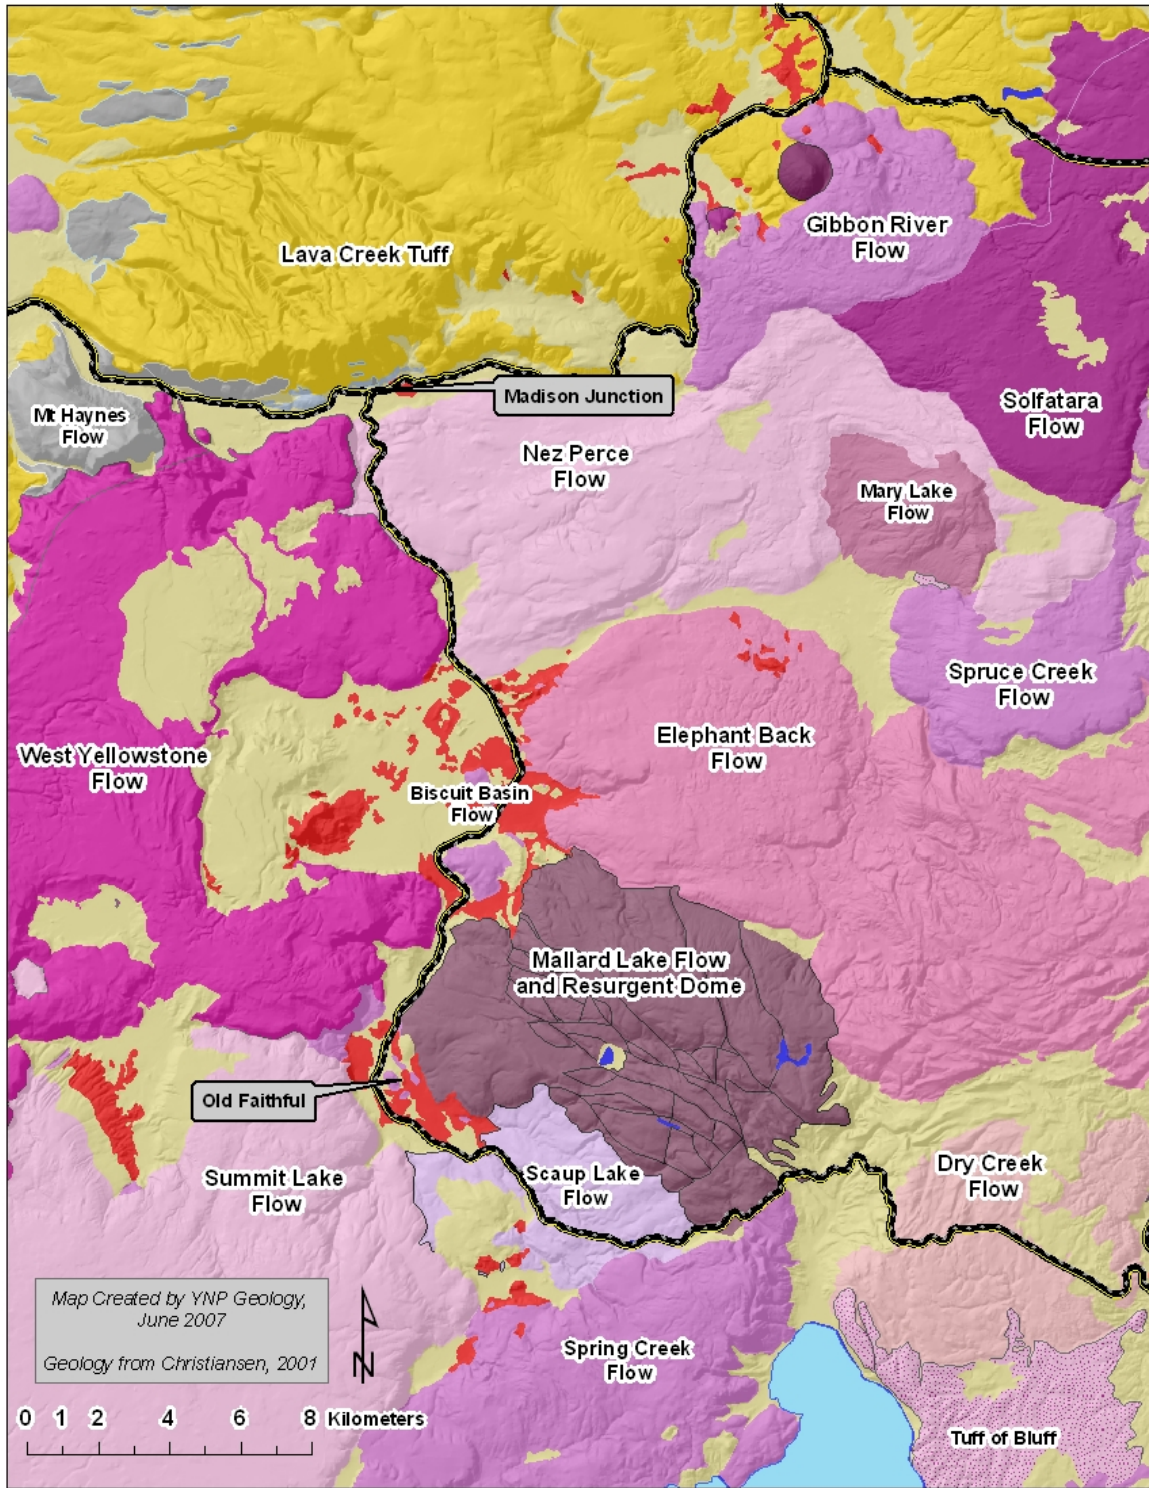 Gibbon River
Flow
Lava Creek Tuff
Madison Junction
Mt Haynes
Flow
Solfatara
Flow
Nez Perce
Flow
Mary Lake
Flow
Spruce Creek
Flow
West Yellowstone
Flow
Elephant Back
Flow
Biscuit Basin
Flow
Mallard Lake Flow
and Resurgent Dome
Old Faithful
Summit Lake
Flow
Scaup Lake
Flow
Dry Creek
Flow
Map Created by YNP Geology,
June 2007
Geology from Christiansen, 2001
N
Spring Creek
Flow
0 1 2 4 6 8 Kilometers
Tuff of Bluff